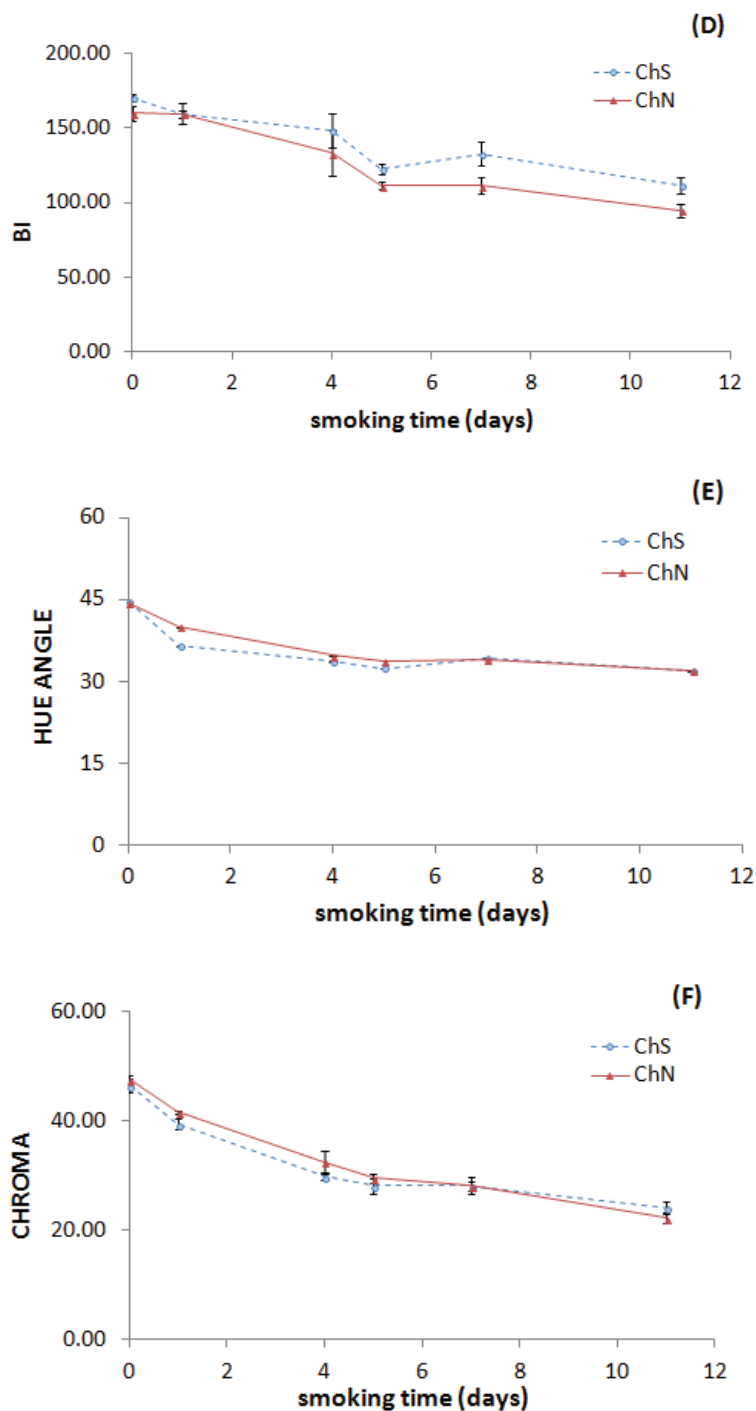 (D)
200.00
ChS
ChN
150.00
100.00
BI
50.00
0.00
0 2 4 6 8 10 12
smoking time (days)
(E)
60
ChS
ChN
45
HUE ANGLE
30
15
0
0 2 4 6 8 10 12
smoking time (days)
(F)
60.00
ChS
ChN
40.00
CHROMA
20.00
0.00
0 2 4 6 8 10 12
smoking time (days)